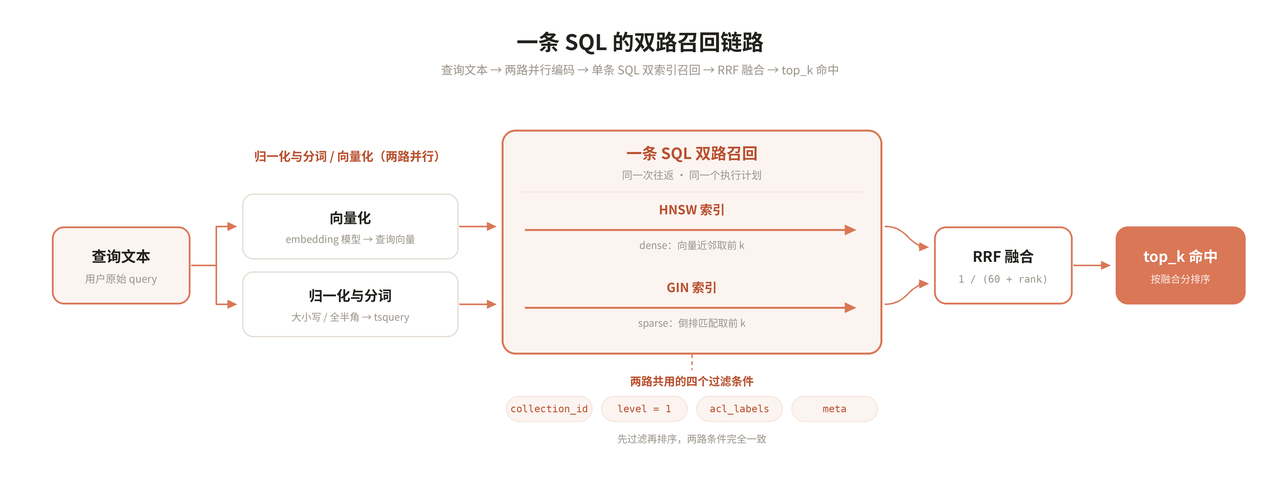 一条 SQL 的双路召回链路
查询文本 → 两路并行编码 → 单条 SQL 双索引召回 → RRF 融合 → top_k 命中
归一化与分词 / 向量化（两路并行）
查询文本
用户原始 query
向量化
embedding 模型 → 查询向量
归一化与分词
大小写 / 全半角 → tsquery
一条 SQL 双路召回
同一次往返 · 同一个执行计划
HNSW 索引
dense：向量近邻取前 k
GIN 索引
sparse：倒排匹配取前 k
RRF 融合
1 / (60 + rank)
top_k 命中
按融合分排序
两路共用的四个过滤条件
collection_id
level = 1
acl_labels
meta
先过滤再排序，两路条件完全一致